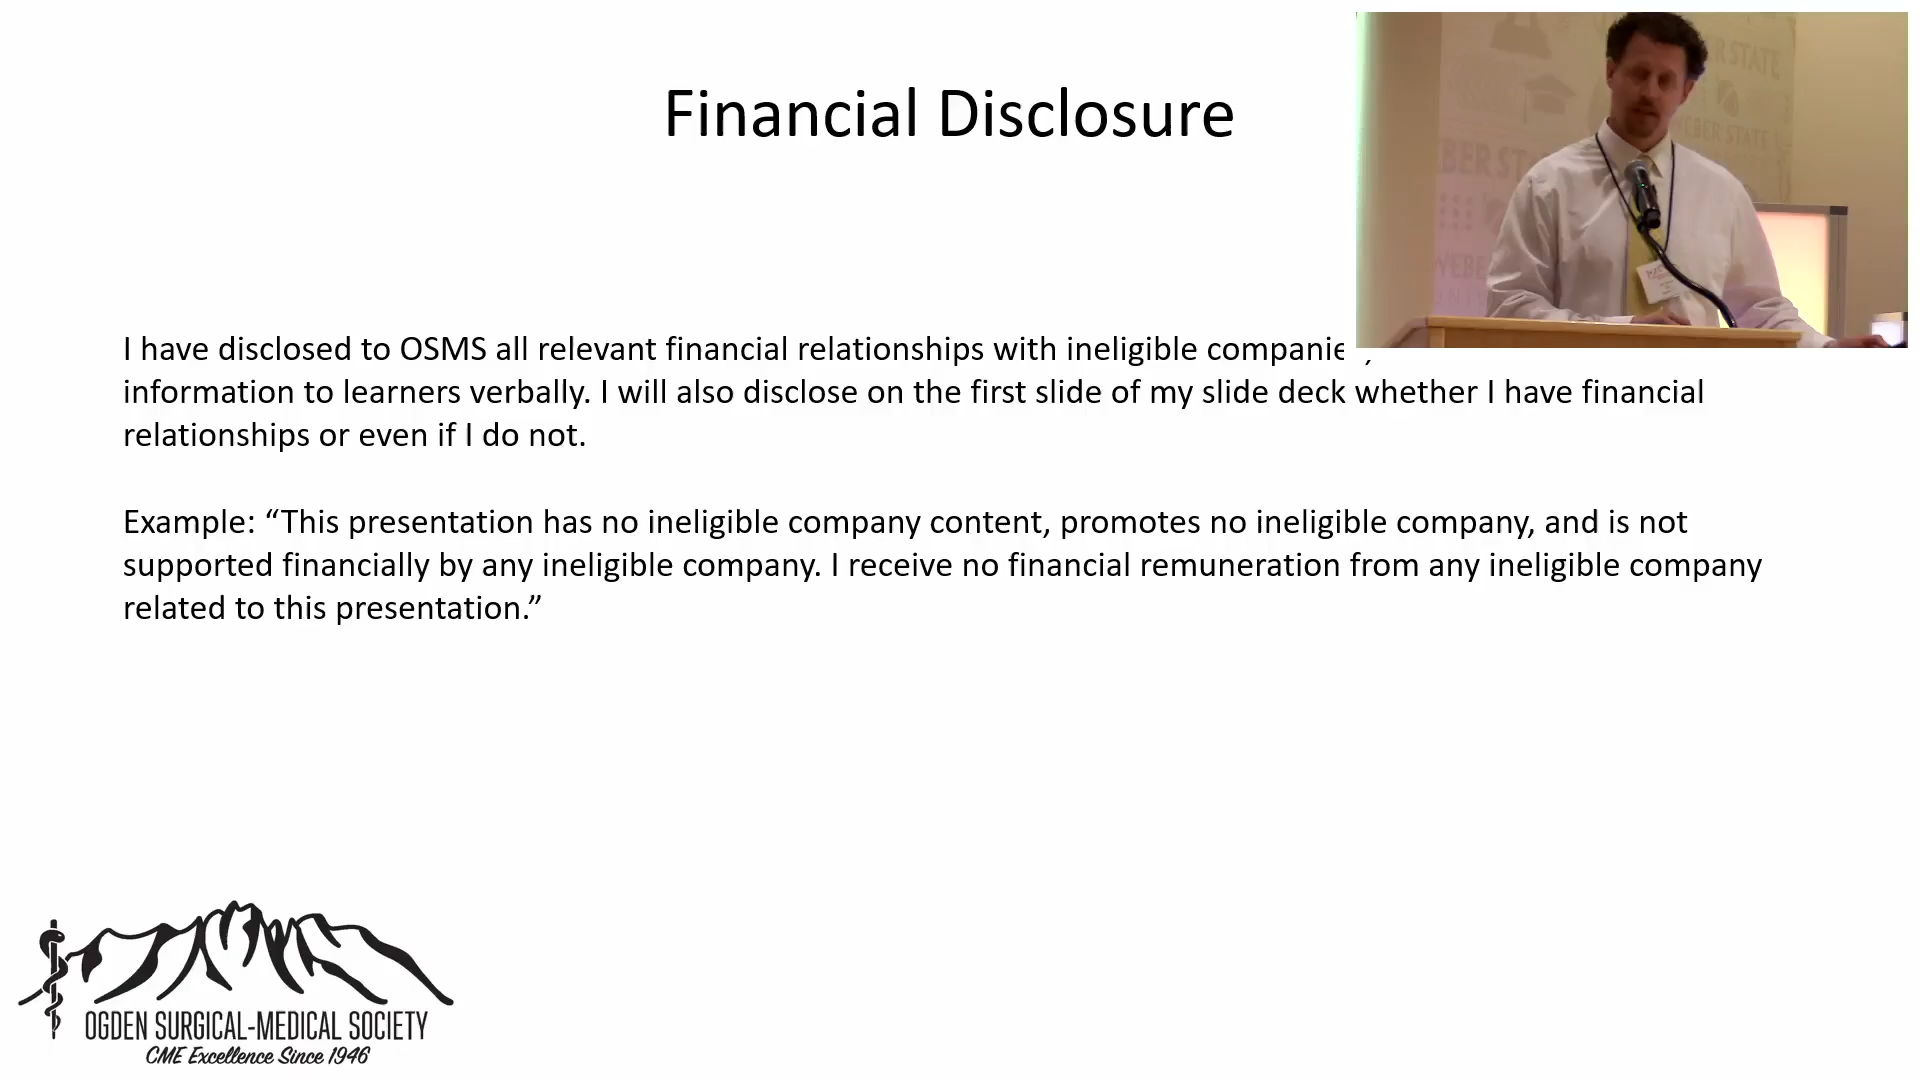 Financial Disclosure
I have disclosed to OSMS all relevant financial relationships with ineligible
information to learners verbally. I will also disclose on the first slide of my slide deck whether I have financial
relationships or even if I do not.
Example: “This presentation has no ineligible company content, promotes no ineligible company, and is not
supported financially by any ineligible company. I receive no financial remuneration from any ineligible company
related to this presentation.”
OGDEN SURGICAL-MEDICAL SOCIETY
CME Excellence Since 1946
STATE
STATE